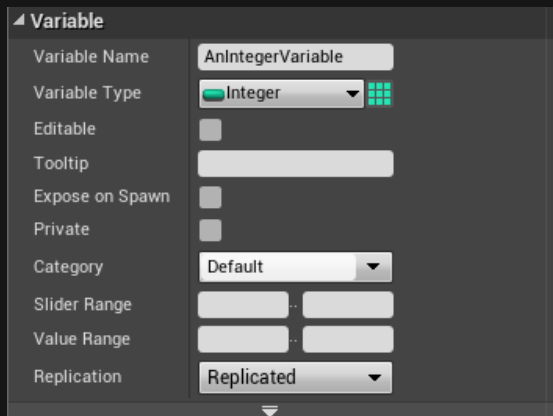 Variable
Variable Name AnIntegerVariable
Variable Type Integer
Editable
Tooltip
Expose on Spawn
Private
Category Default
Slider Range ..
Value Range ..
Replication Replicated